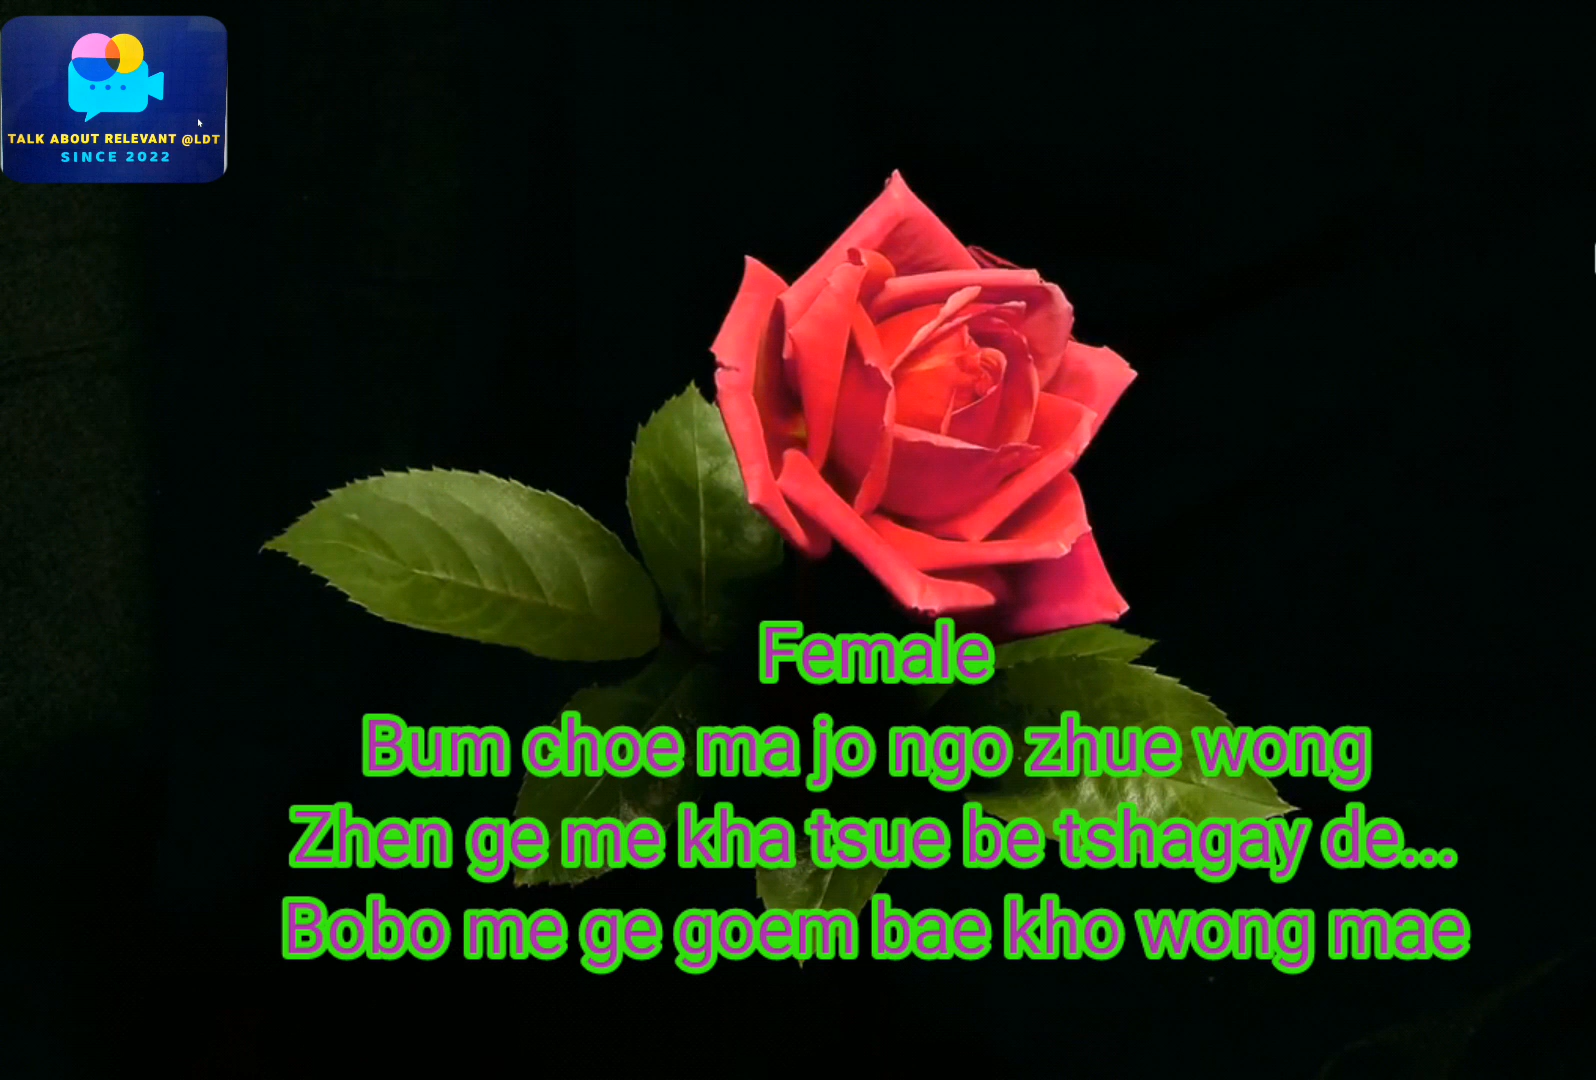 TALK ABOUT RELEVANT @LDT
SINCE 2022
Female
Bum choe ma jo ngo zhue wong
Zhen ge me kha tsue be tshagay de...
Bobo me ge goem bae kho wong mae